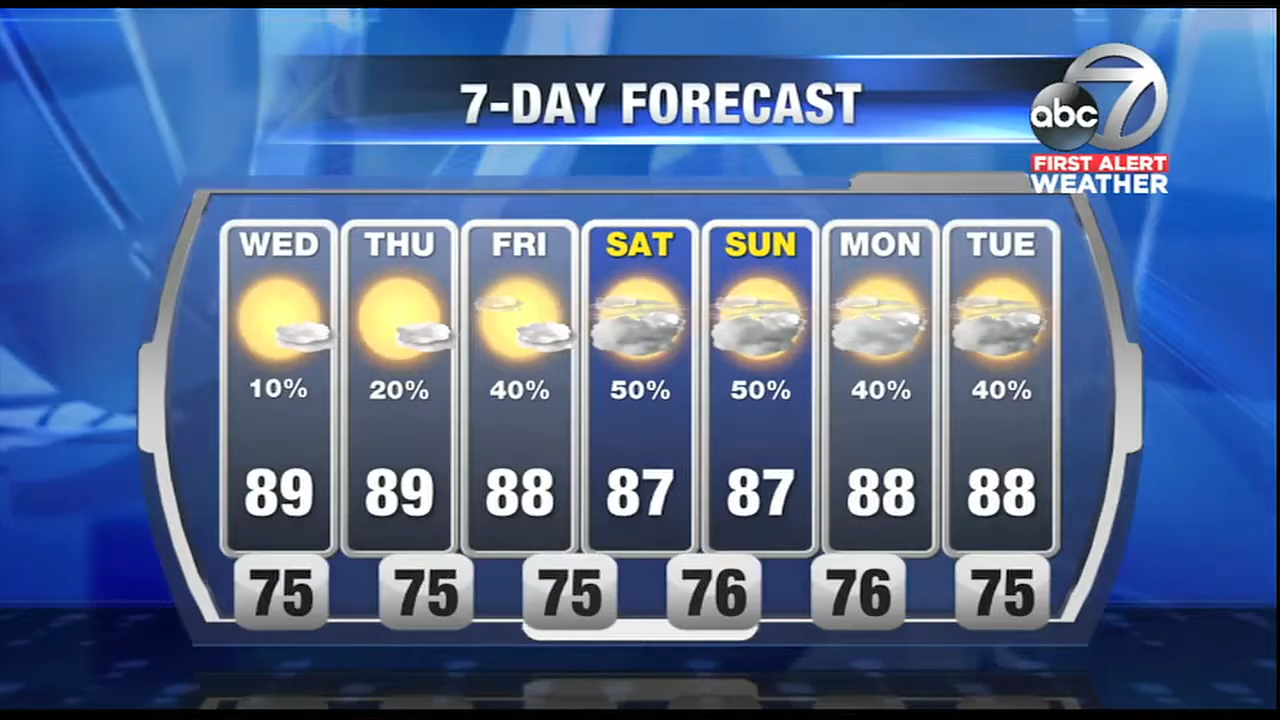 7-DAY FORECAST
abc 7
FIRST ALERT
WEATHER
WED THU FRI SAT SUN MON TUE
10% 20% 40% 50% 50% 40% 40%
89 89 88 87 87 88 88
75 75 75 76 76 75